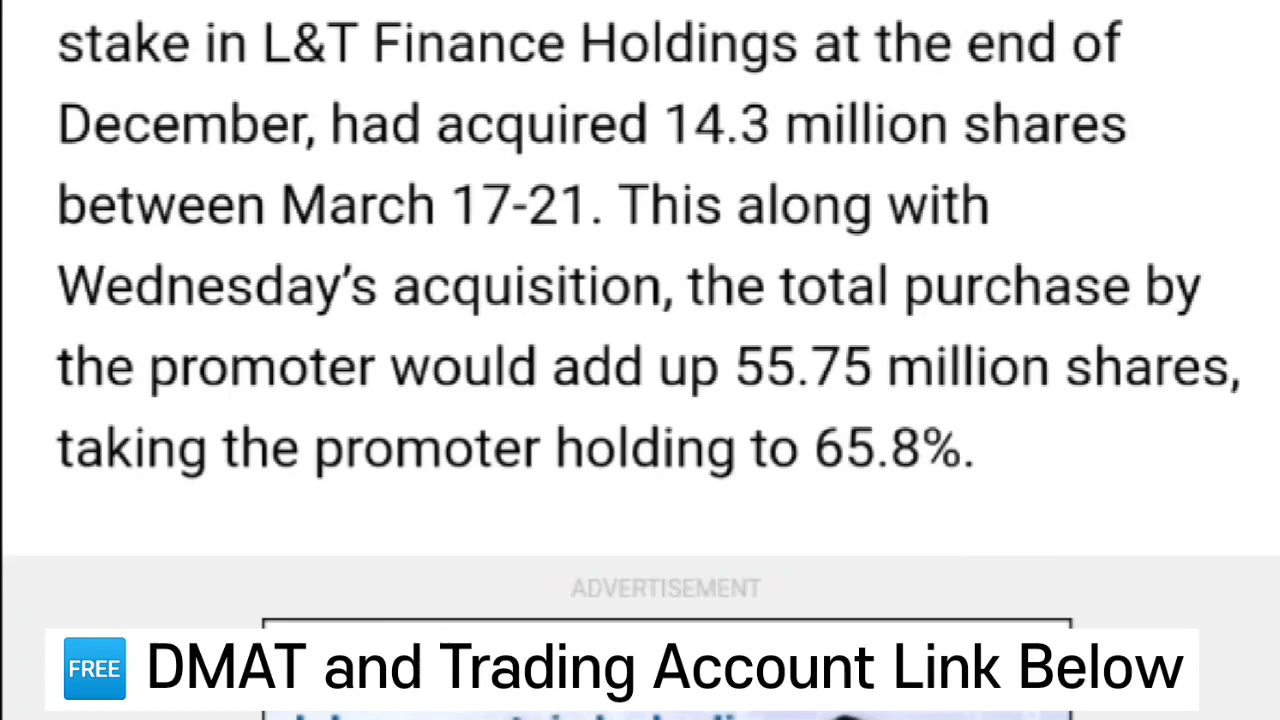 stake in L&T Finance Holdings at the end of
December, had acquired 14.3 million shares
between March 17-21. This along with
Wednesday’s acquisition, the total purchase by
the promoter would add up 55.75 million shares,
taking the promoter holding to 65.8%.
ADVERTISEMENT
FREE DMAT and Trading Account Link Below